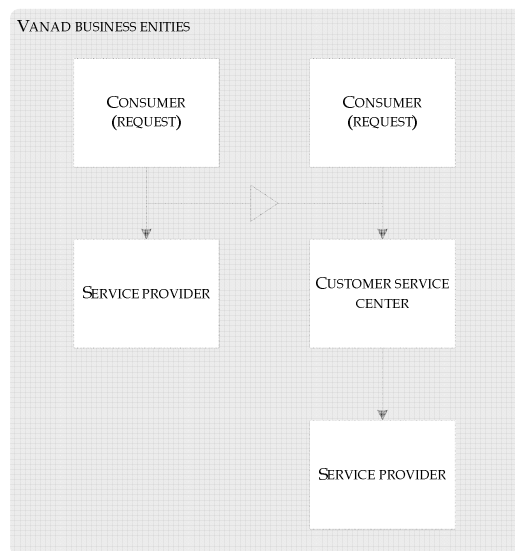 VANAD BUSINESS ENITIES
CONSUMER
(REQUEST)
CONSUMER
(REQUEST)
SERVICE PROVIDER
CUSTOMER SERVICE
CENTER
SERVICE PROVIDER